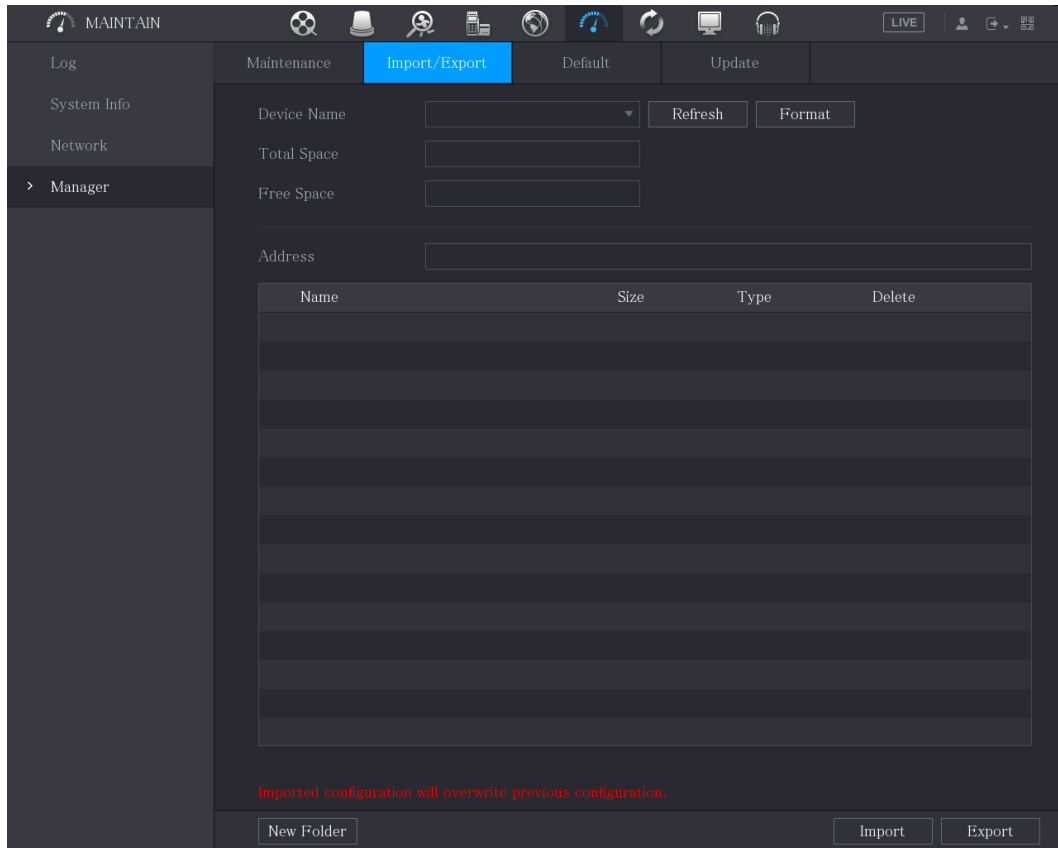 MAINTAIN LIVE
Log Maintenance Import/Export Default Update
System Info Device Name Refresh Format
Network Total Space
> Manager Free Space
Address
Name Size Type Delete
Imported configuration will overwrite previous configuration.
New Folder Import Export